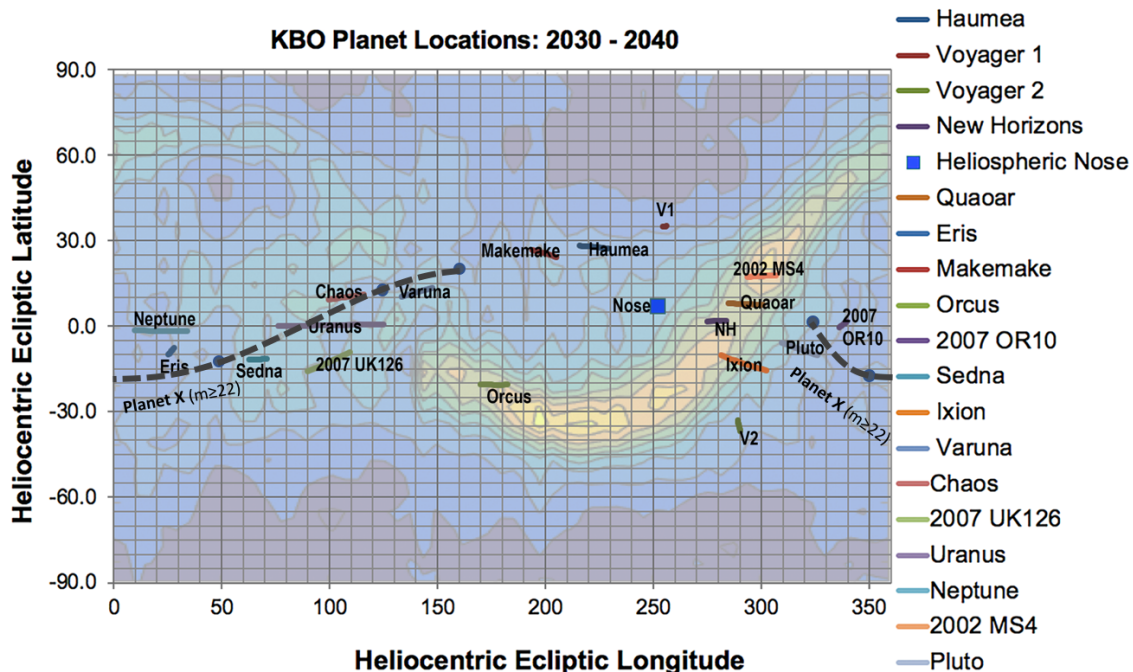 KBO Planet Locations: 2030 - 2040
Heliocentric Ecliptic Latitude
90.0
60.0
30.0
0.0
-30.0
-60.0
-90.0
0
50
100
150
200
250
300
350
Heliocentric Ecliptic Longitude
V1
Makemake
Haumea
2002 MS4
Chaos
Varuna
Nose
Quaoar
Neptune
Uranus
NH
2007
OR10
Pluto
Eris
Sedna
2007 UK126
Ixion
Planet X (m≥22)
Orcus
Planet X (m≥22)
V2
Haumea
Voyager 1
Voyager 2
New Horizons
Heliospheric Nose
Quaoar
Eris
Makemake
Orcus
2007 OR10
Sedna
Ixion
Varuna
Chaos
2007 UK126
Uranus
Neptune
2002 MS4
Pluto